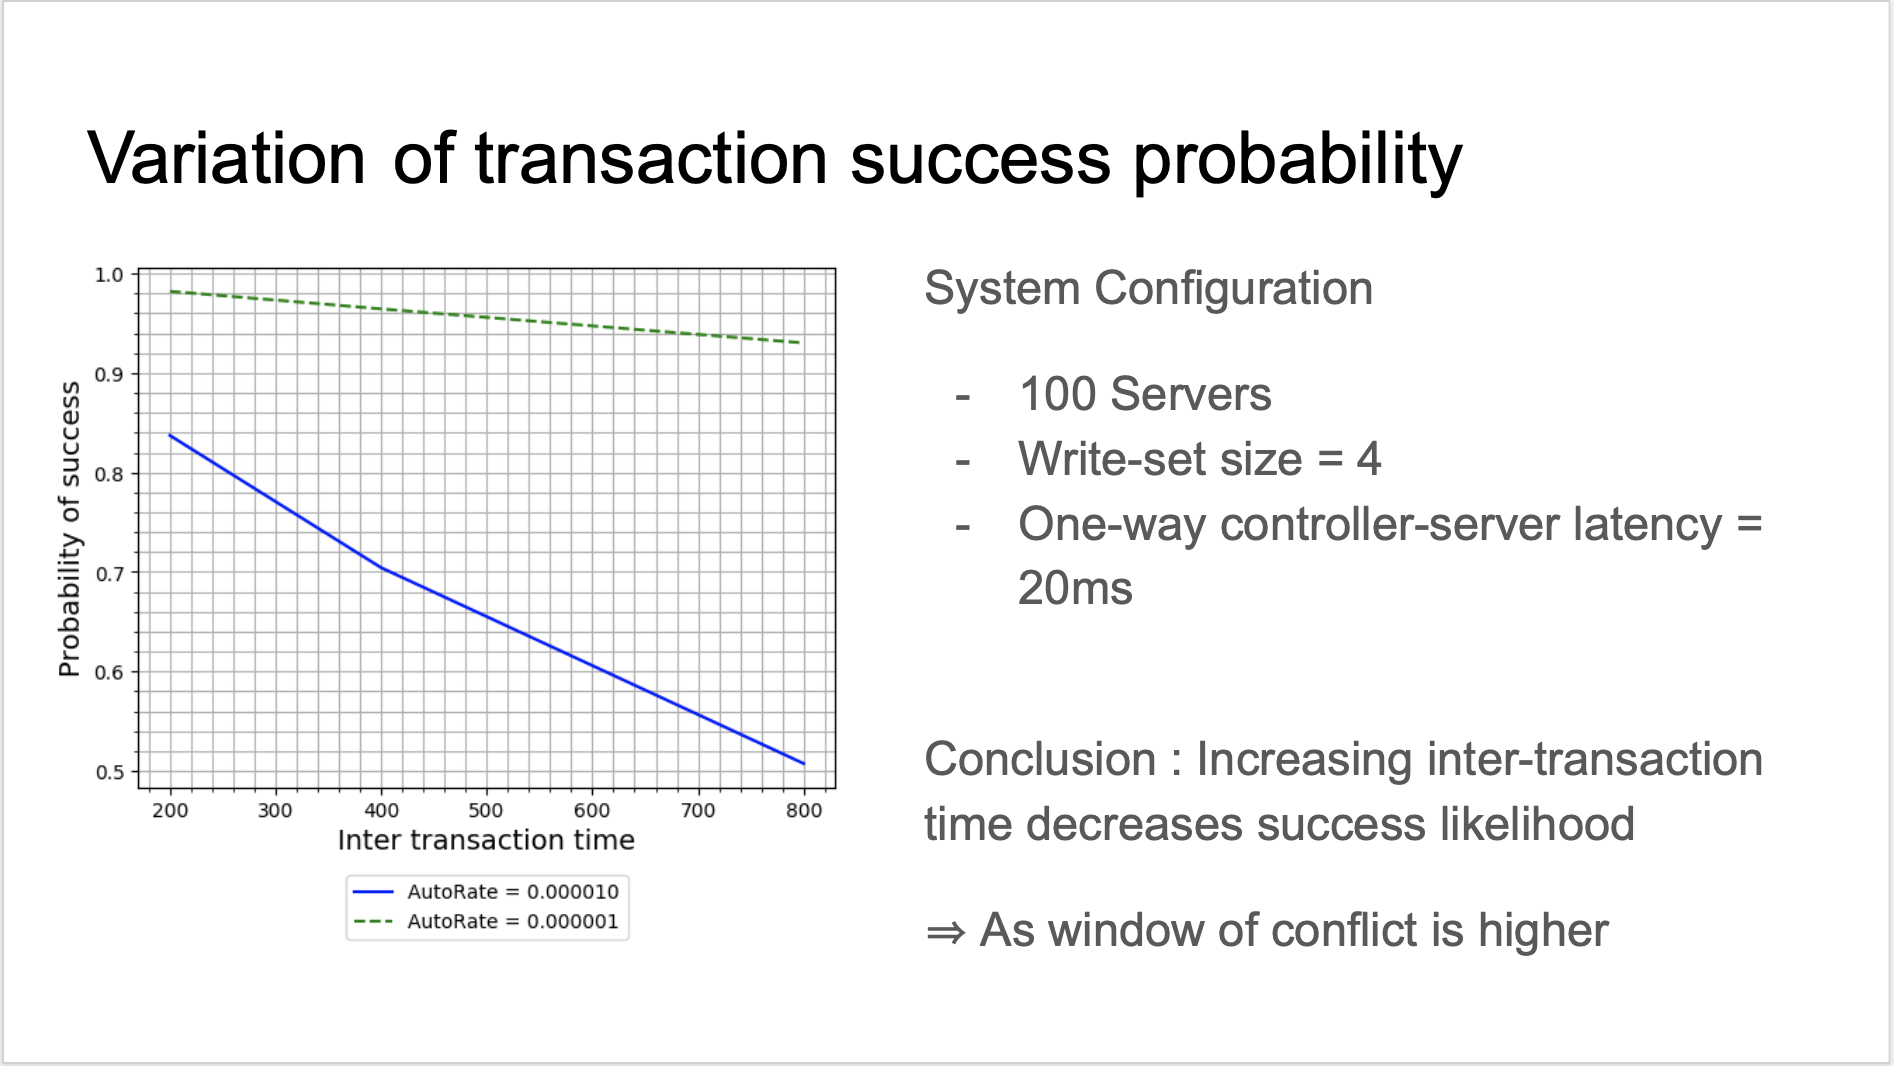 Variation of transaction success probability
1.0
0.9
0.8
0.7
0.6
0.5
Probability of success
200 300 400 500 600 700 800
Inter transaction time
AutoRate = 0.000010
AutoRate = 0.000001
System Configuration
- 100 Servers
- Write-set size = 4
- One-way controller-server latency =
20ms
Conclusion : Increasing inter-transaction
time decreases success likelihood
⇒ As window of conflict is higher